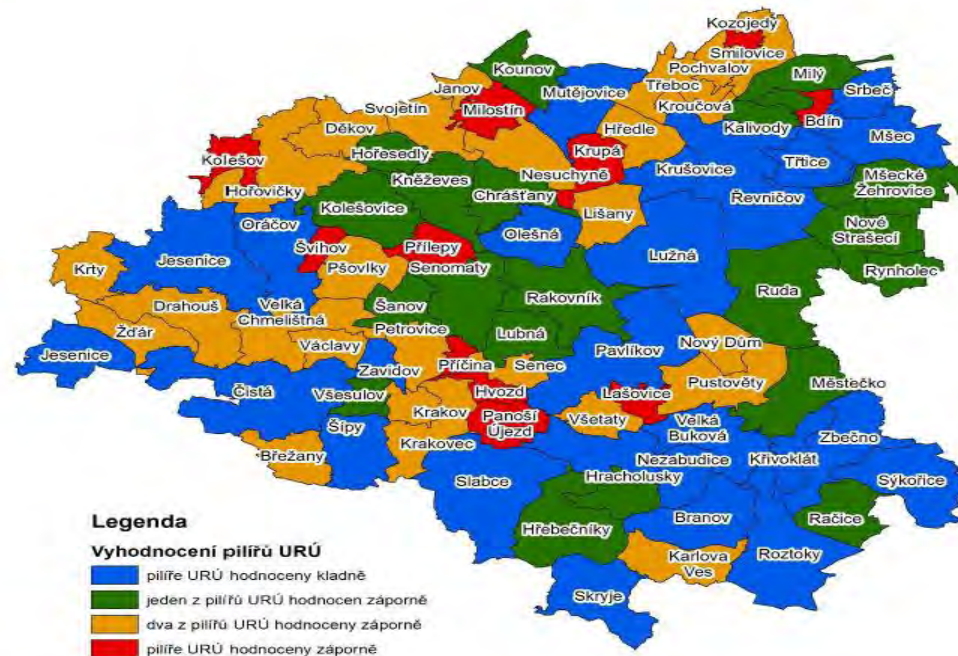 Kozojedy
Smilovice
Kounov
Pochvalov
Milý
Janov
Mutějovice
Třeboc
Srbeč
Svojetín
Milostín
Kroučová
Bdín
Děkov
Hředle
Kalivody
Mšec
Kolešov
Hořesedly
Krupá
Krušovice
Třtice
Mšecké
Žehrovice
Hořovičky
Kněževes
Nesuchyně
Chrášťany
Řevničov
Kolešovice
Lišany
Nové
Strašecí
Oráčov
Olešná
Švihov
Přílepy
Lužná
Krty
Jesenice
Pšovlky
Senomaty
Rynholec
Drahouš
Velká
Chmelištná
Šanov
Rakovník
Ruda
Žďár
Petrovice
Lubná
Jesenice
Václavy
Pavlíkov
Nový Dům
Zavidov
Příčina
Senec
Čistá
Všesulov
Hvozd
Lašovice
Pustověty
Městečko
Šípy
Krakov
Panoší
Újezd
Všetaty
Velká
Buková
Zbečno
Břežany
Krakovec
Nezabudice
Křivoklát
Slabce
Hracholusky
Sýkořice
Hřebečníky
Branov
Račice
Karlova
Ves
Roztoky
Skryje
Legenda
Vyhodnocení pilířů URÚ
pilíře URÚ hodnoceny kladně
jeden z pilířů URÚ hodnocen záporně
dva z pilířů URÚ hodnoceny záporně
pilíře URÚ hodnoceny záporně